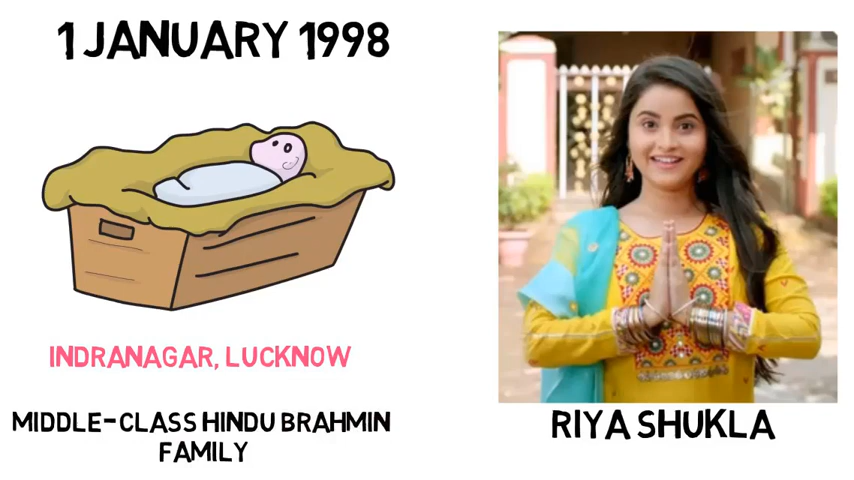 1 JANUARY 1998
INDRANAGAR, LUCKNOW
MIDDLE-CLASS HINDU BRAHMIN
FAMILY
RIYA SHUKLA